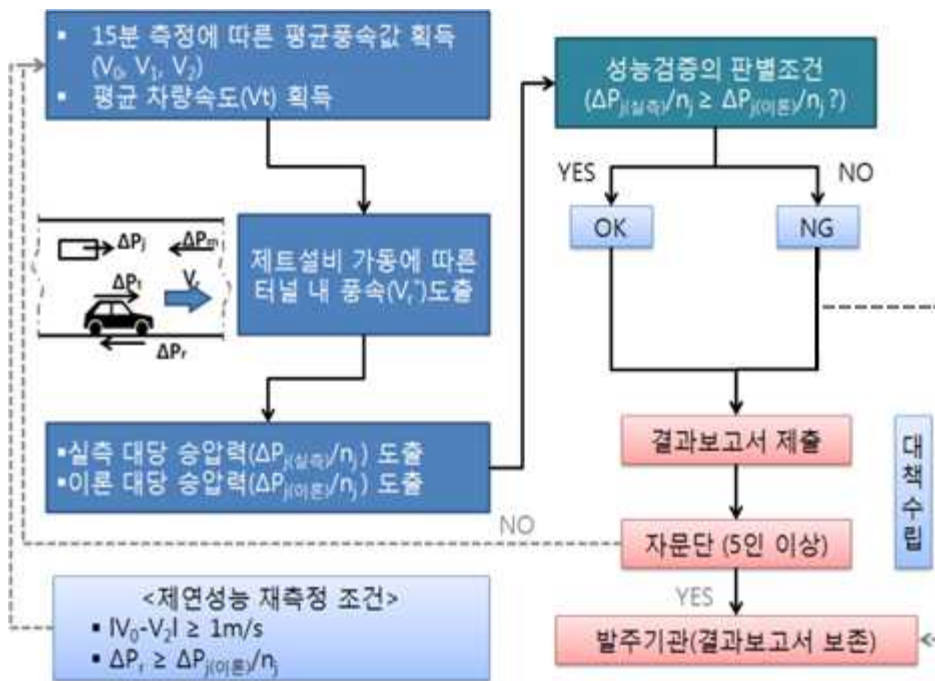 ▪ 15분 측정에 따른 평균풍속값 획득
(V₀, V₁, V₂)
▪ 평균 차량속도(Vt) 획득
제트설비 가동에 따른
터널 내 풍속(Vᵣ⁺)도출
ΔPⱼ
ΔPₘ
ΔPₜ
Vᵣ
ΔPᵣ
▪실측 대당 승압력(ΔPⱼ₍실측₎/nⱼ) 도출
▪이론 대당 승압력(ΔPⱼ₍이론₎/nⱼ) 도출
<제연성능 재측정 조건>
▪ |V₀-V₂| ≥ 1m/s
▪ ΔPᵣ ≥ ΔPⱼ₍이론₎/nⱼ
성능검증의 판별조건
(ΔPⱼ₍실측₎/nⱼ ≥ ΔPⱼ₍이론₎/nⱼ?)
YES
NO
OK
NG
결과보고서 제출
대책수립
NO
자문단 (5인 이상)
YES
발주기관(결과보고서 보존)